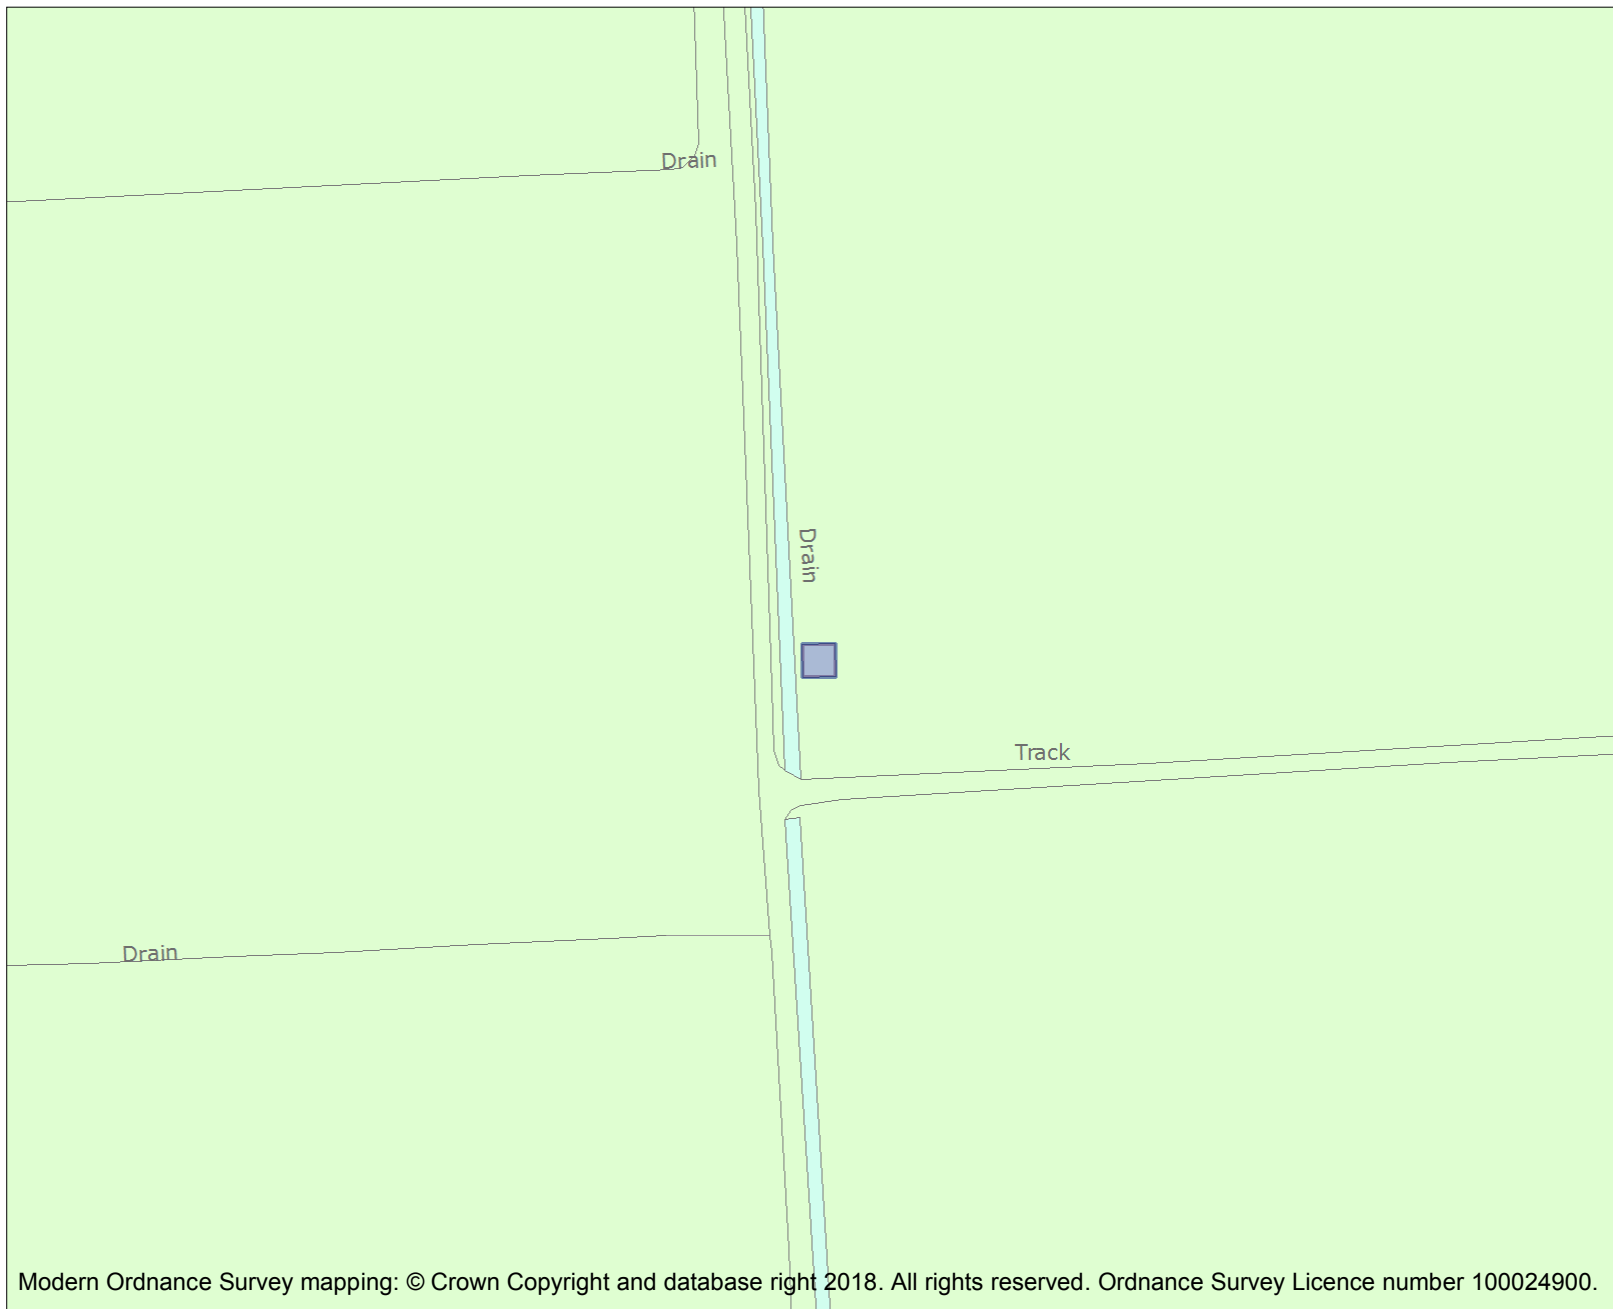 Drain
Drain
Track
Drain
Modern Ordnance Survey mapping: © Crown Copyright and database right 2018. All rights reserved. Ordnance Survey Licence number 100024900.